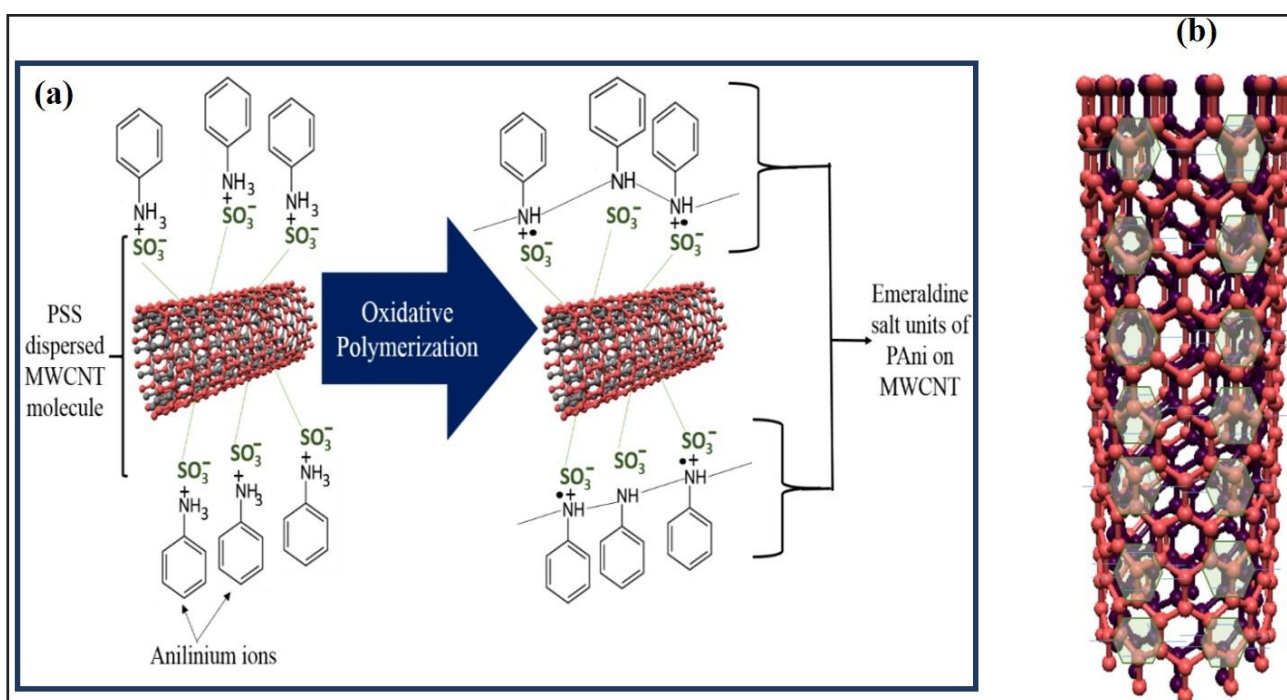 (b)
(a)
NH₃
+
SO₃⁻
NH₃
+
SO₃⁻
NH₃
+
SO₃⁻
PSS
dispersed
MWCNT
molecule
SO₃⁻
+
NH₃
SO₃⁻
+
NH₃
SO₃⁻
+
NH₃
Anilinium ions
Oxidative
Polymerization
NH
+•
SO₃⁻
NH
SO₃⁻
NH
+•
SO₃⁻
SO₃⁻
•+
NH
SO₃⁻
NH
SO₃⁻
•+
NH
Emeraldine
salt units of
PAni on
MWCNT